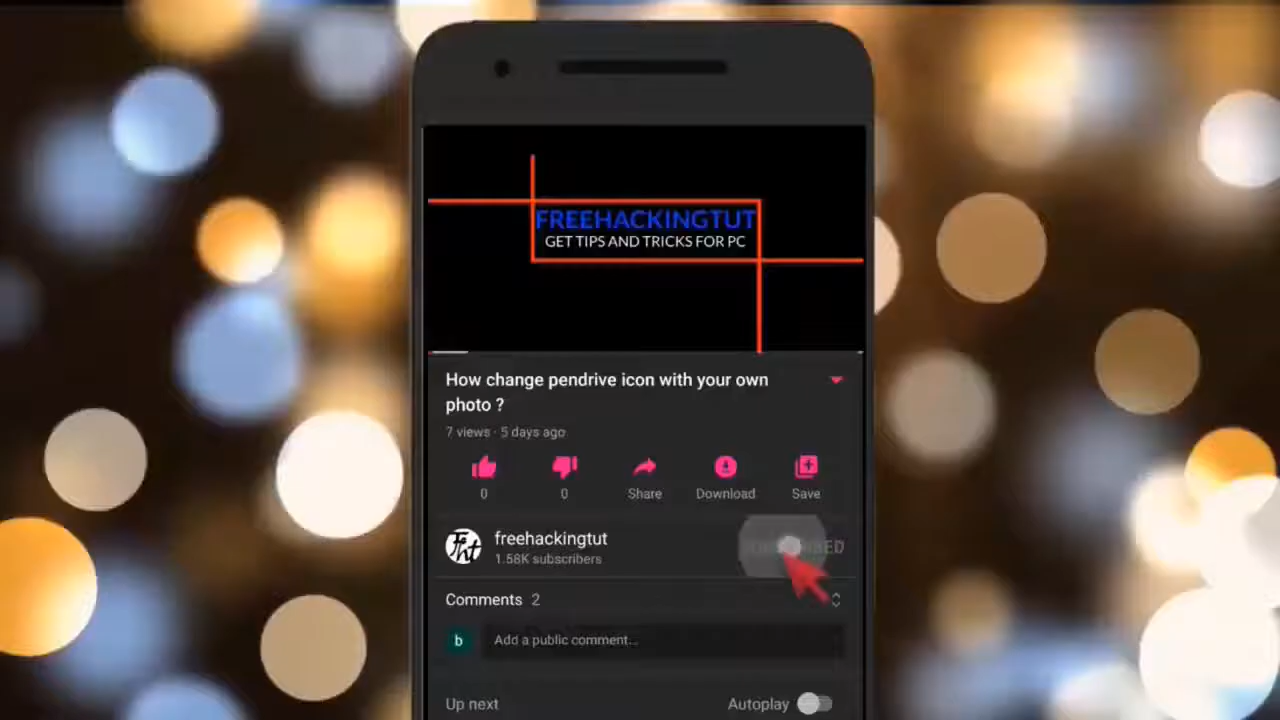 FREEHACKINGTUT
GET TIPS AND TRICKS FOR PC
How change pendrive icon with your own
photo ?
7 views · 5 days ago
0
0
Share
Download
Save
Fht
freehackingtut
1.58K subscribers
Comments 2
b
Add a public comment...
Up next
Autoplay